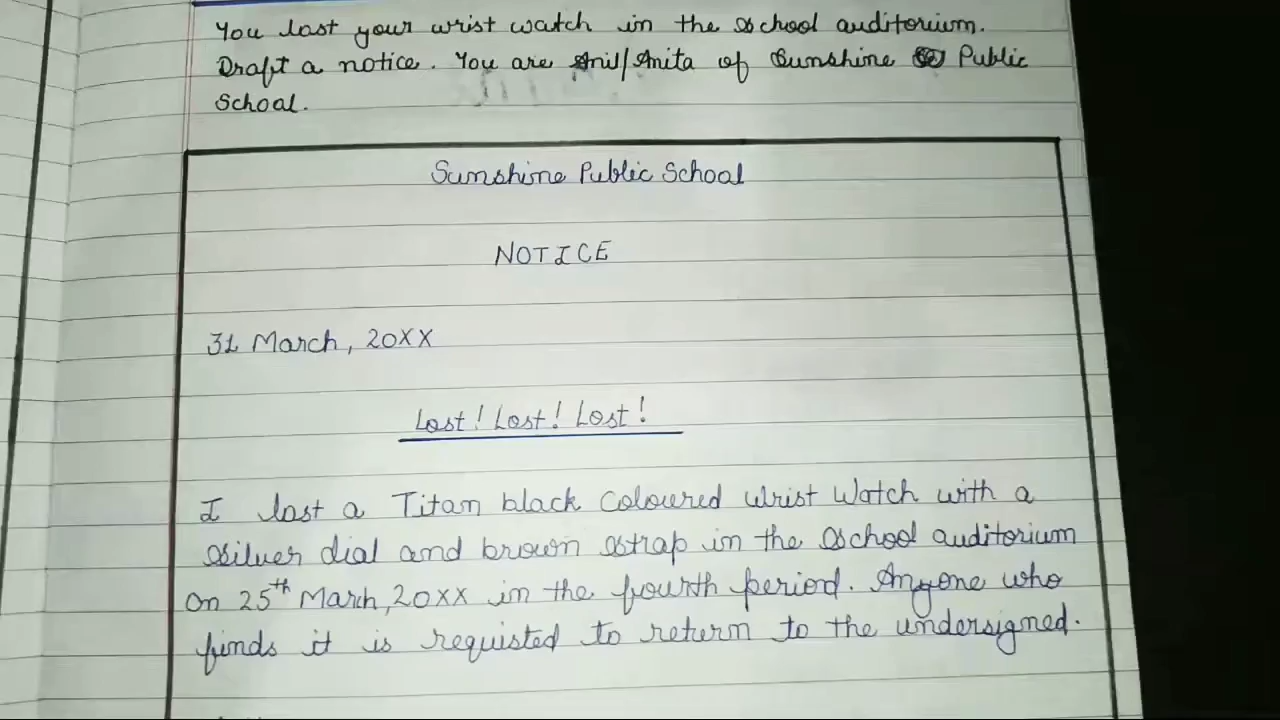 You lost your wrist watch in the school auditorium.
Draft a notice. You are Anil/Anita of Sunshine Public
School.
Sunshine Public School
NOTICE
31 March, 20XX
Lost! Lost! Lost!
I lost a Titan black coloured wrist watch with a
silver dial and brown strap in the school auditorium
on 25th March, 20XX in the fourth period. Anyone who
finds it is requisted to return to the undersigned.